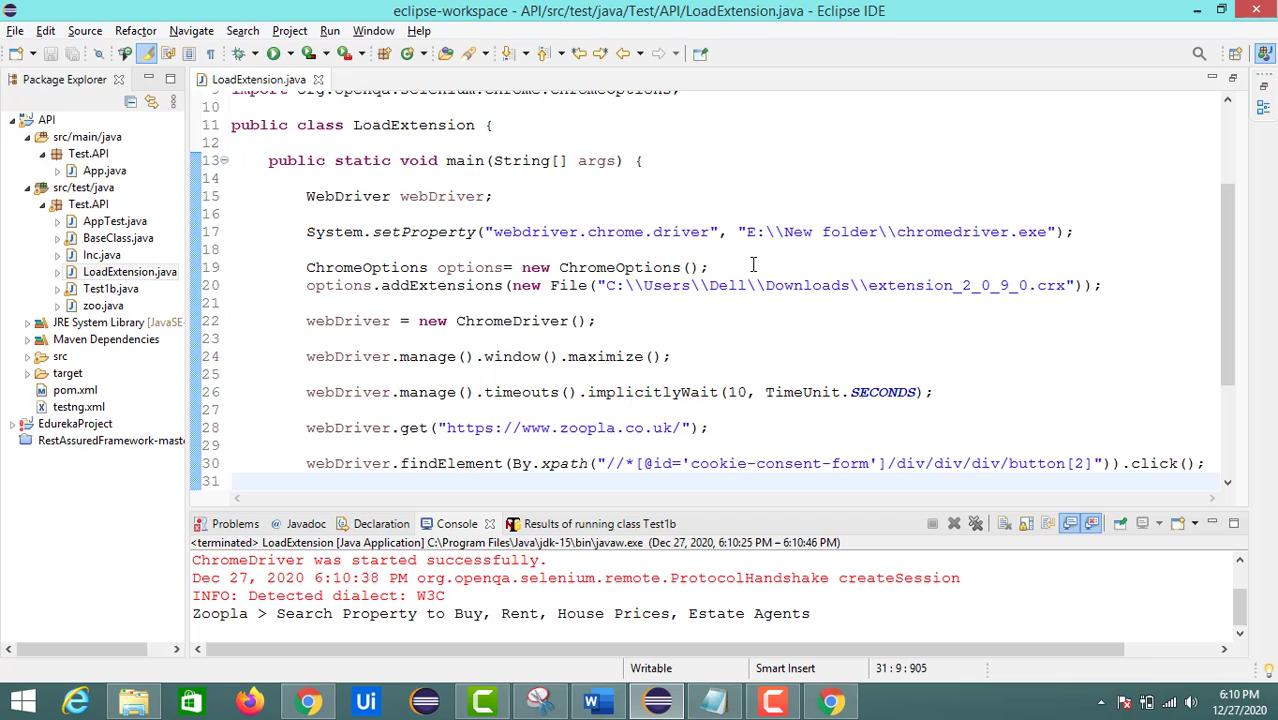 eclipse-workspace - API/src/test/java/Test/API/LoadExtension.java - Eclipse IDE
File Edit Source Refactor Navigate Search Project Run Window Help
Package Explorer
LoadExtension.java
API
src/main/java
Test.API
App.java
src/test/java
Test.API
AppTest.java
BaseClass.java
Inc.java
LoadExtension.java
Test1b.java
zoo.java
JRE System Library [JavaSE-
Maven Dependencies
src
target
pom.xml
testng.xml
EdurekaProject
RestAssuredFramework-maste
9 import org.openqa.selenium.chrome.ChromeOptions;
10
11 public class LoadExtension {
12
13 public static void main(String[] args) {
14
15 WebDriver webDriver;
16
17 System.setProperty("webdriver.chrome.driver", "E:\\New folder\\chromedriver.exe");
18
19 ChromeOptions options= new ChromeOptions();
20 options.addExtensions(new File("C:\\Users\\Dell\\Downloads\\extension_2_0_9_0.crx"));
21
22 webDriver = new ChromeDriver();
23
24 webDriver.manage().window().maximize();
25
26 webDriver.manage().timeouts().implicitlyWait(10, TimeUnit.SECONDS);
27
28 webDriver.get("https://www.zoopla.co.uk/");
29
30 webDriver.findElement(By.xpath("//*[@id='cookie-consent-form']/div/div/div/button[2]")).click();
31
Problems Javadoc Declaration Console Results of running class Test1b
<terminated> LoadExtension [Java Application] C:\Program Files\Java\jdk-15\bin\javaw.exe (Dec 27, 2020 6:10:25 PM – 6:10:46 PM)
ChromeDriver was started successfully.
Dec 27, 2020 6:10:38 PM org.openqa.selenium.remote.ProtocolHandshake createSession
INFO: Detected dialect: W3C
Zoopla > Search Property to Buy, Rent, House Prices, Estate Agents
Writable
Smart Insert
31 : 9 : 905
Ui
6:10 PM
12/27/2020